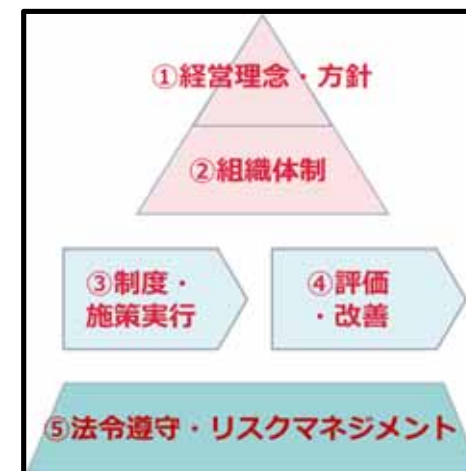 ①経営理念・方針
②組織体制
③制度・
施策実行
④評価
・改善
⑤法令遵守・リスクマネジメント